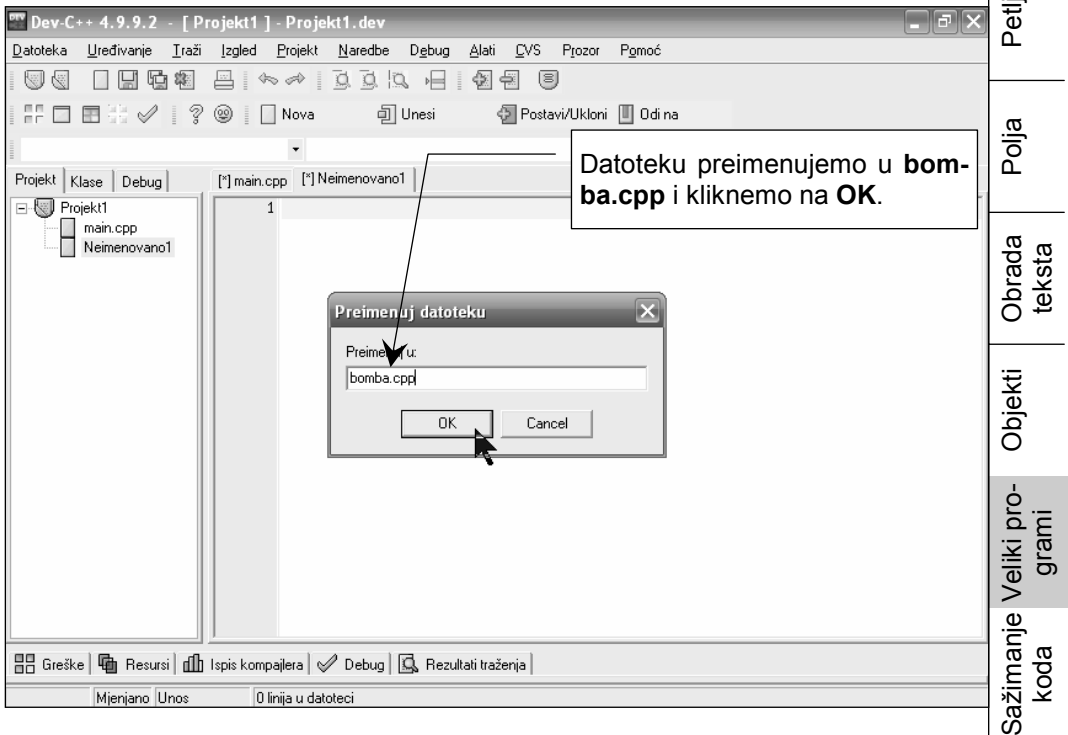 Dev-C++ 4.9.9.2 - [ Projekt1 ] - Projekt1.dev
Datoteka Uređivanje Traži Izgled Projekt Naredbe Debug Alati CVS Prozor Pomoć
Nova Unesi Postavi/Ukloni Odi na
Datoteku preimenujemo u bom-
ba.cpp i kliknemo na OK.
Projekt Klase Debug
[*] main.cpp [*] Neimenovano1
Projekt1
main.cpp
Neimenovano1
1
Preimenuj datoteku
Preimenuj u:
bomba.cpp
OK Cancel
Greške Resursi Ispis kompajlera Debug Rezultati traženja
Mjenjano Unos 0 linija u datoteci
Polja
Obrada
teksta
Objekti
Veliki pro-
grami
Sažimanje
koda